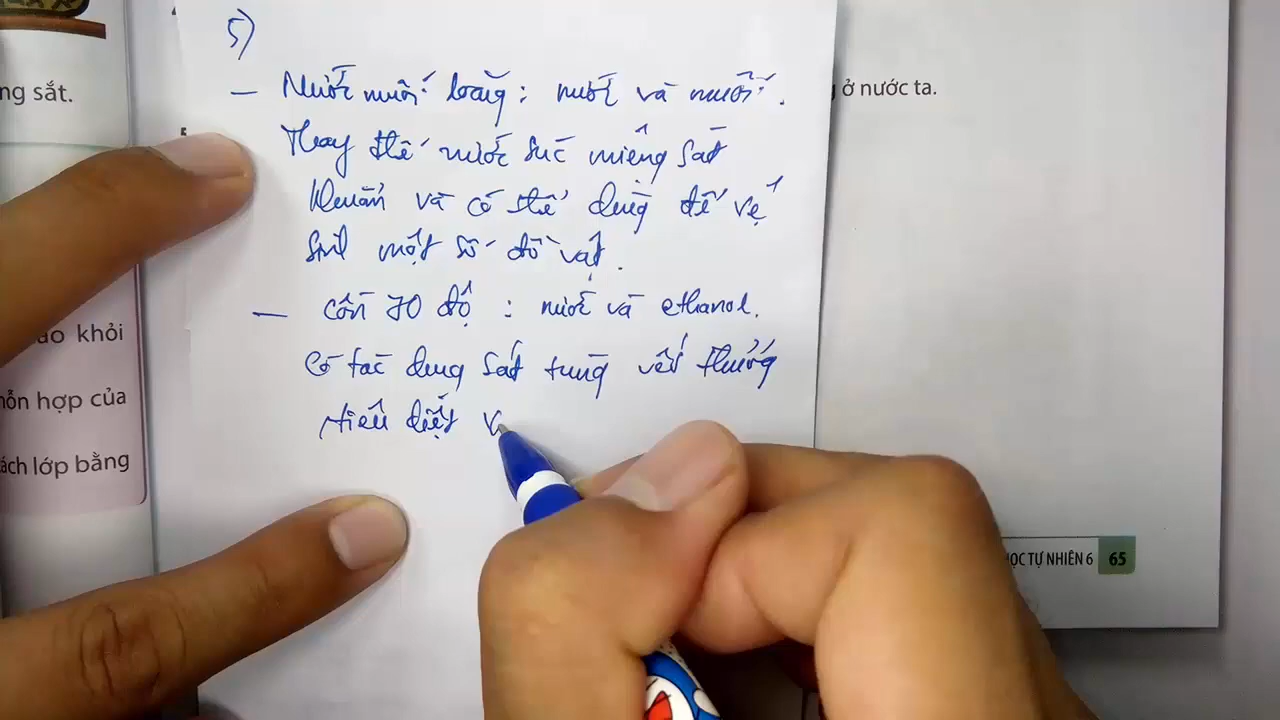 ng sắt.
5)
– Nước muối loãng: nước và muối.
ở nước ta.
5
Thay thế nước súc miệng sát
khuẩn và có thể dùng để vệ
sinh một số đồ vật.
ào khỏi
– cồn 70 độ: nước và ethanol.
Có tác dụng sát trùng vết thương
hỗn hợp của
tiêu diệt v
ách lớp bằng
ỌC TỰ NHIÊN 6 65